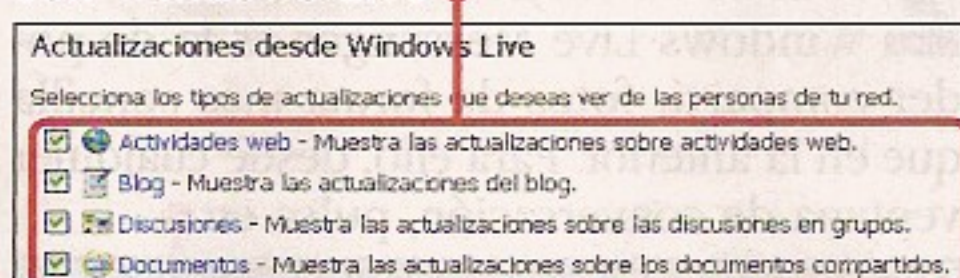 Actualizaciones desde Windows Live
Selecciona los tipos de actualizaciones que deseas ver de las personas de tu red.
Actividades web - Muestra las actualizaciones sobre actividades web.
Blog - Muestra las actualizaciones del blog.
Discusiones - Muestra las actualizaciones sobre las discusiones en grupos.
Documentos - Muestra las actualizaciones sobre los documentos compartidos.